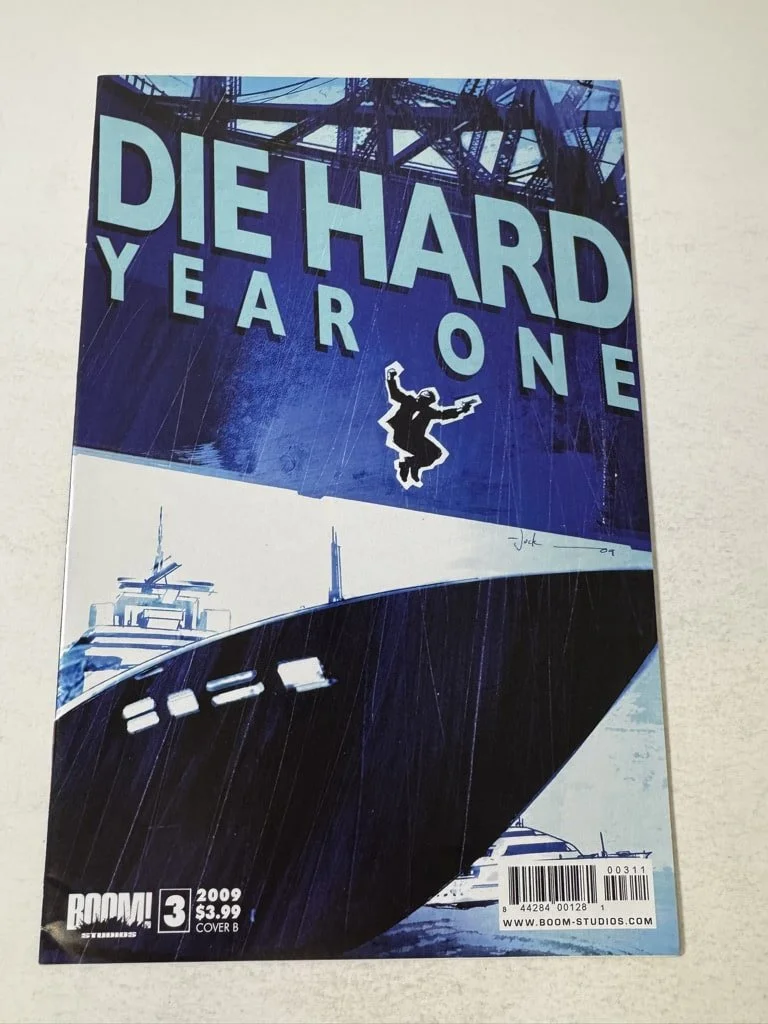 DIE HARD
YEAR ONE
-Jock 09
BOOM!
STUDIOS
3
2009
$3.99
COVER B
00311
8 44284 00128 1
WWW.BOOM-STUDIOS.COM